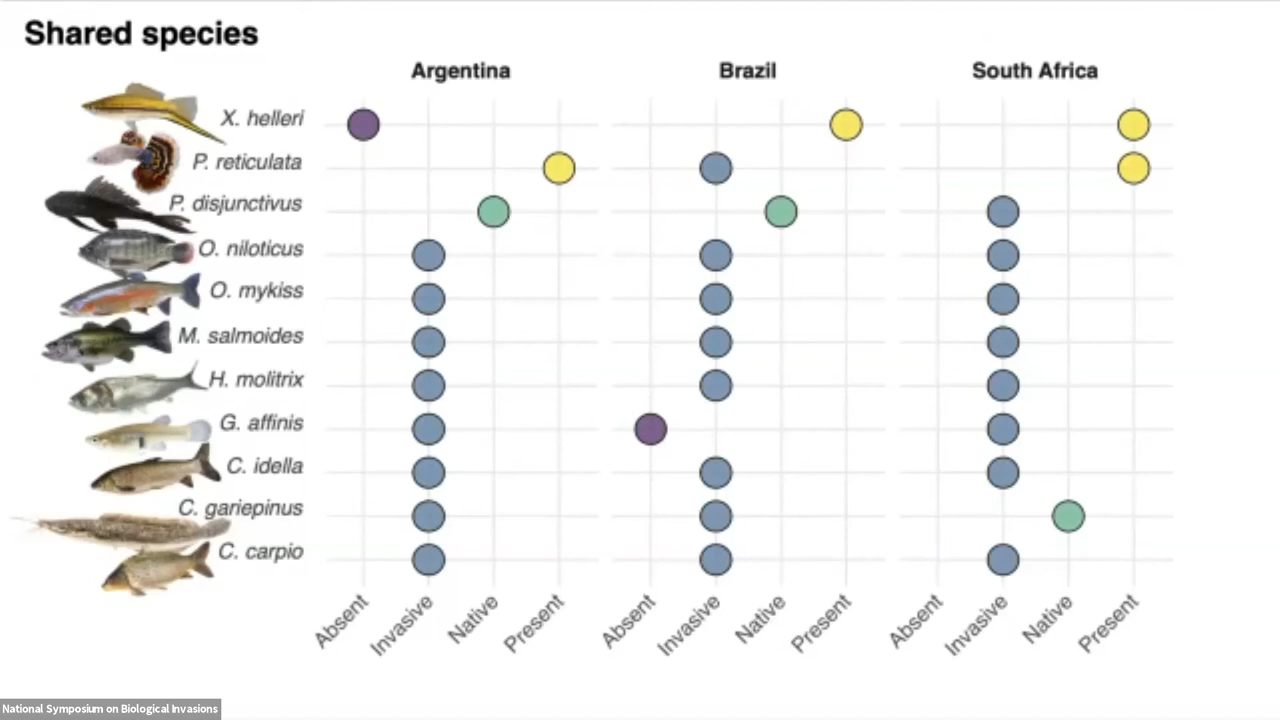 Shared species
Argentina Brazil South Africa
X. helleri
P. reticulata
P. disjunctivus
O. niloticus
O. mykiss
M. salmoides
H. molitrix
G. affinis
C. idella
C. gariepinus
C. carpio
Absent Invasive Native Present Absent Invasive Native Present Absent Invasive Native Present
National Symposium on Biological Invasions